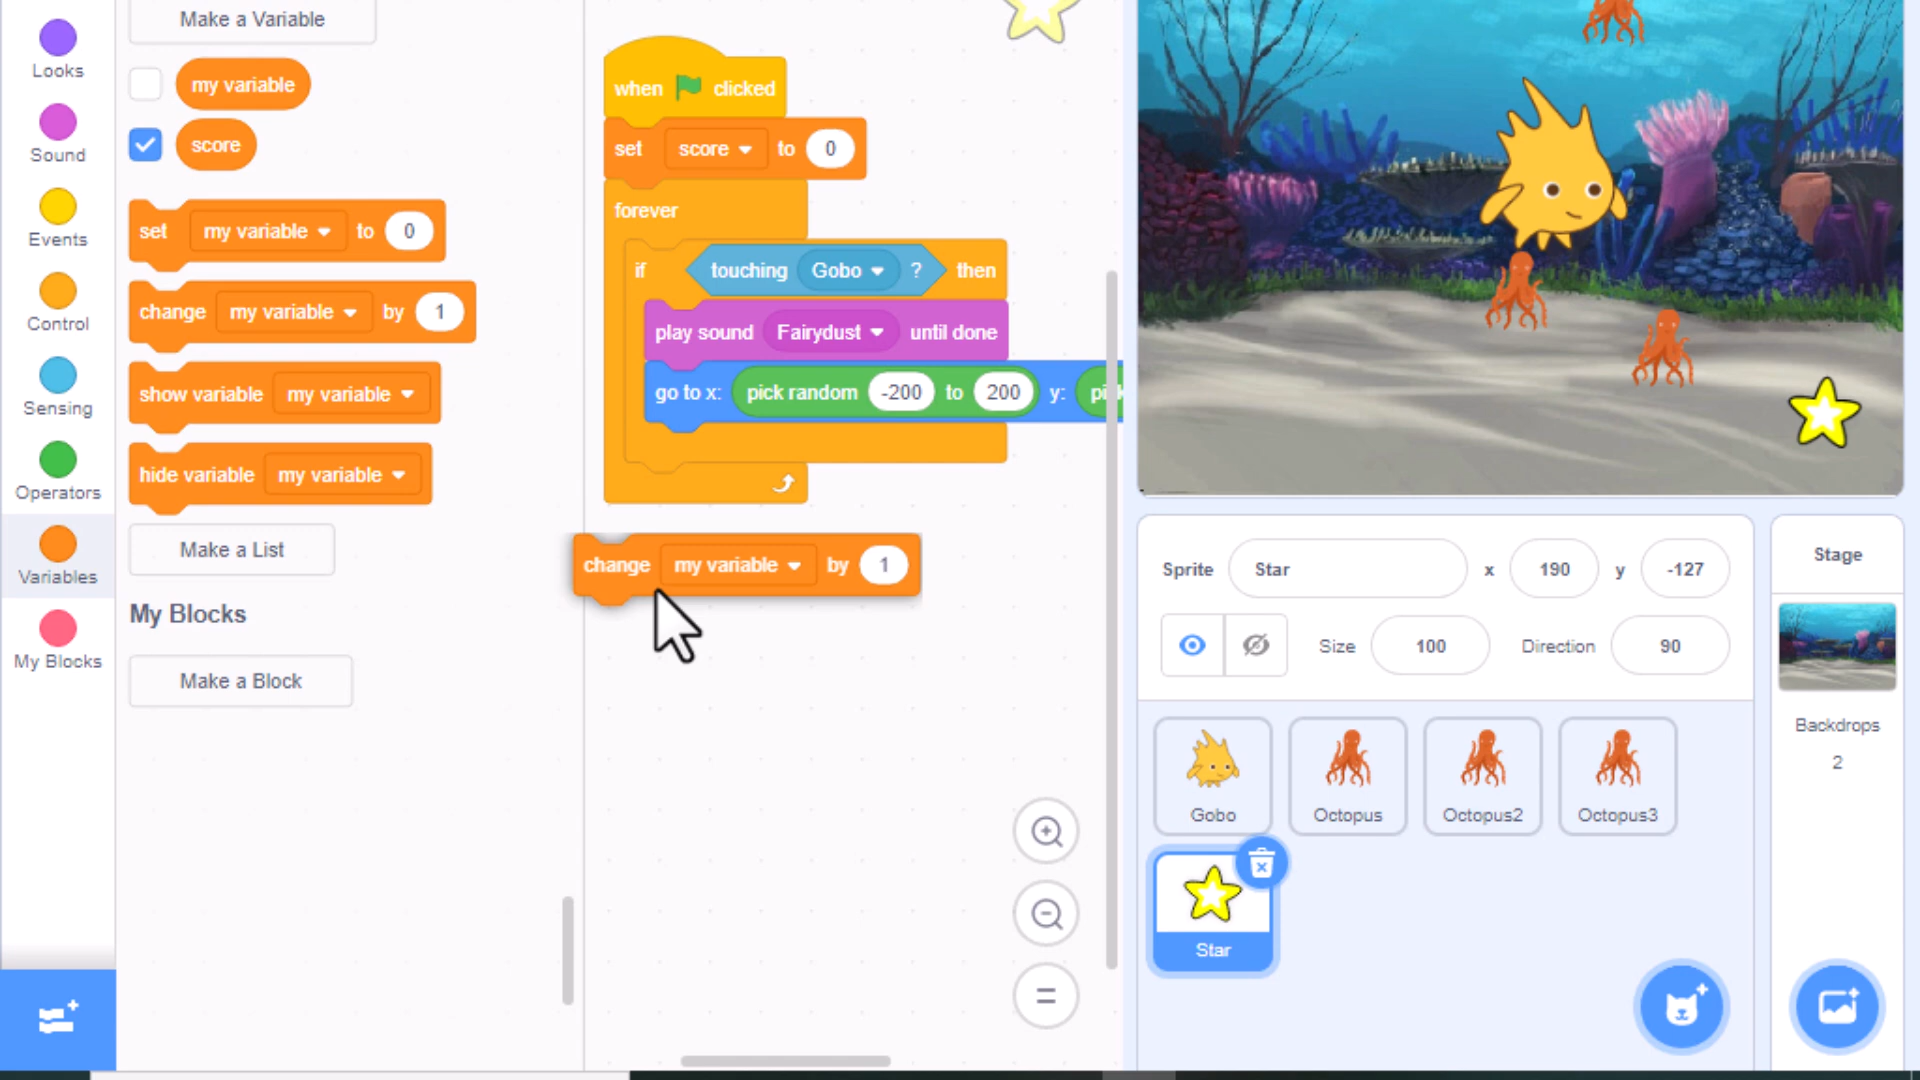 Make a Variable
my variable
score
set my variable to 0
change my variable by 1
show variable my variable
hide variable my variable
Make a List
My Blocks
Make a Block
Looks
Sound
Events
Control
Sensing
Operators
Variables
My Blocks
when clicked
set score to 0
forever
if touching Gobo ? then
play sound Fairydust until done
go to x: pick random -200 to 200 y:
change my variable by 1
Sprite Star x 190 y -127
Size 100 Direction 90
Gobo Octopus Octopus2 Octopus3
Star
Stage
Backdrops
2